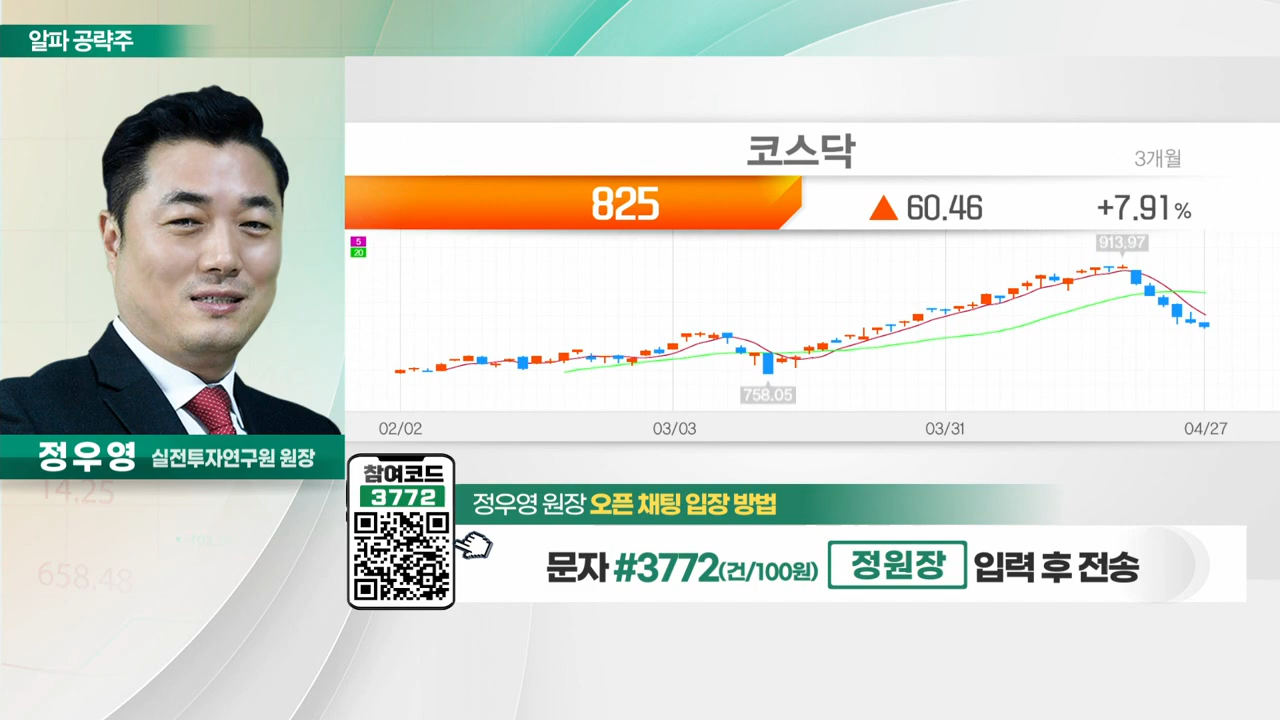 알파 공략주
코스닥
3개월
825 ▲ 60.46 +7.91%
5
20
913.97
758.05
02/02 03/03 03/31 04/27
정우영 실전투자연구원 원장
14.25
658.48
참여코드
3772
정우영 원장 오픈 채팅 입장 방법
문자 #3772(건/100원) 정원장 입력 후 전송